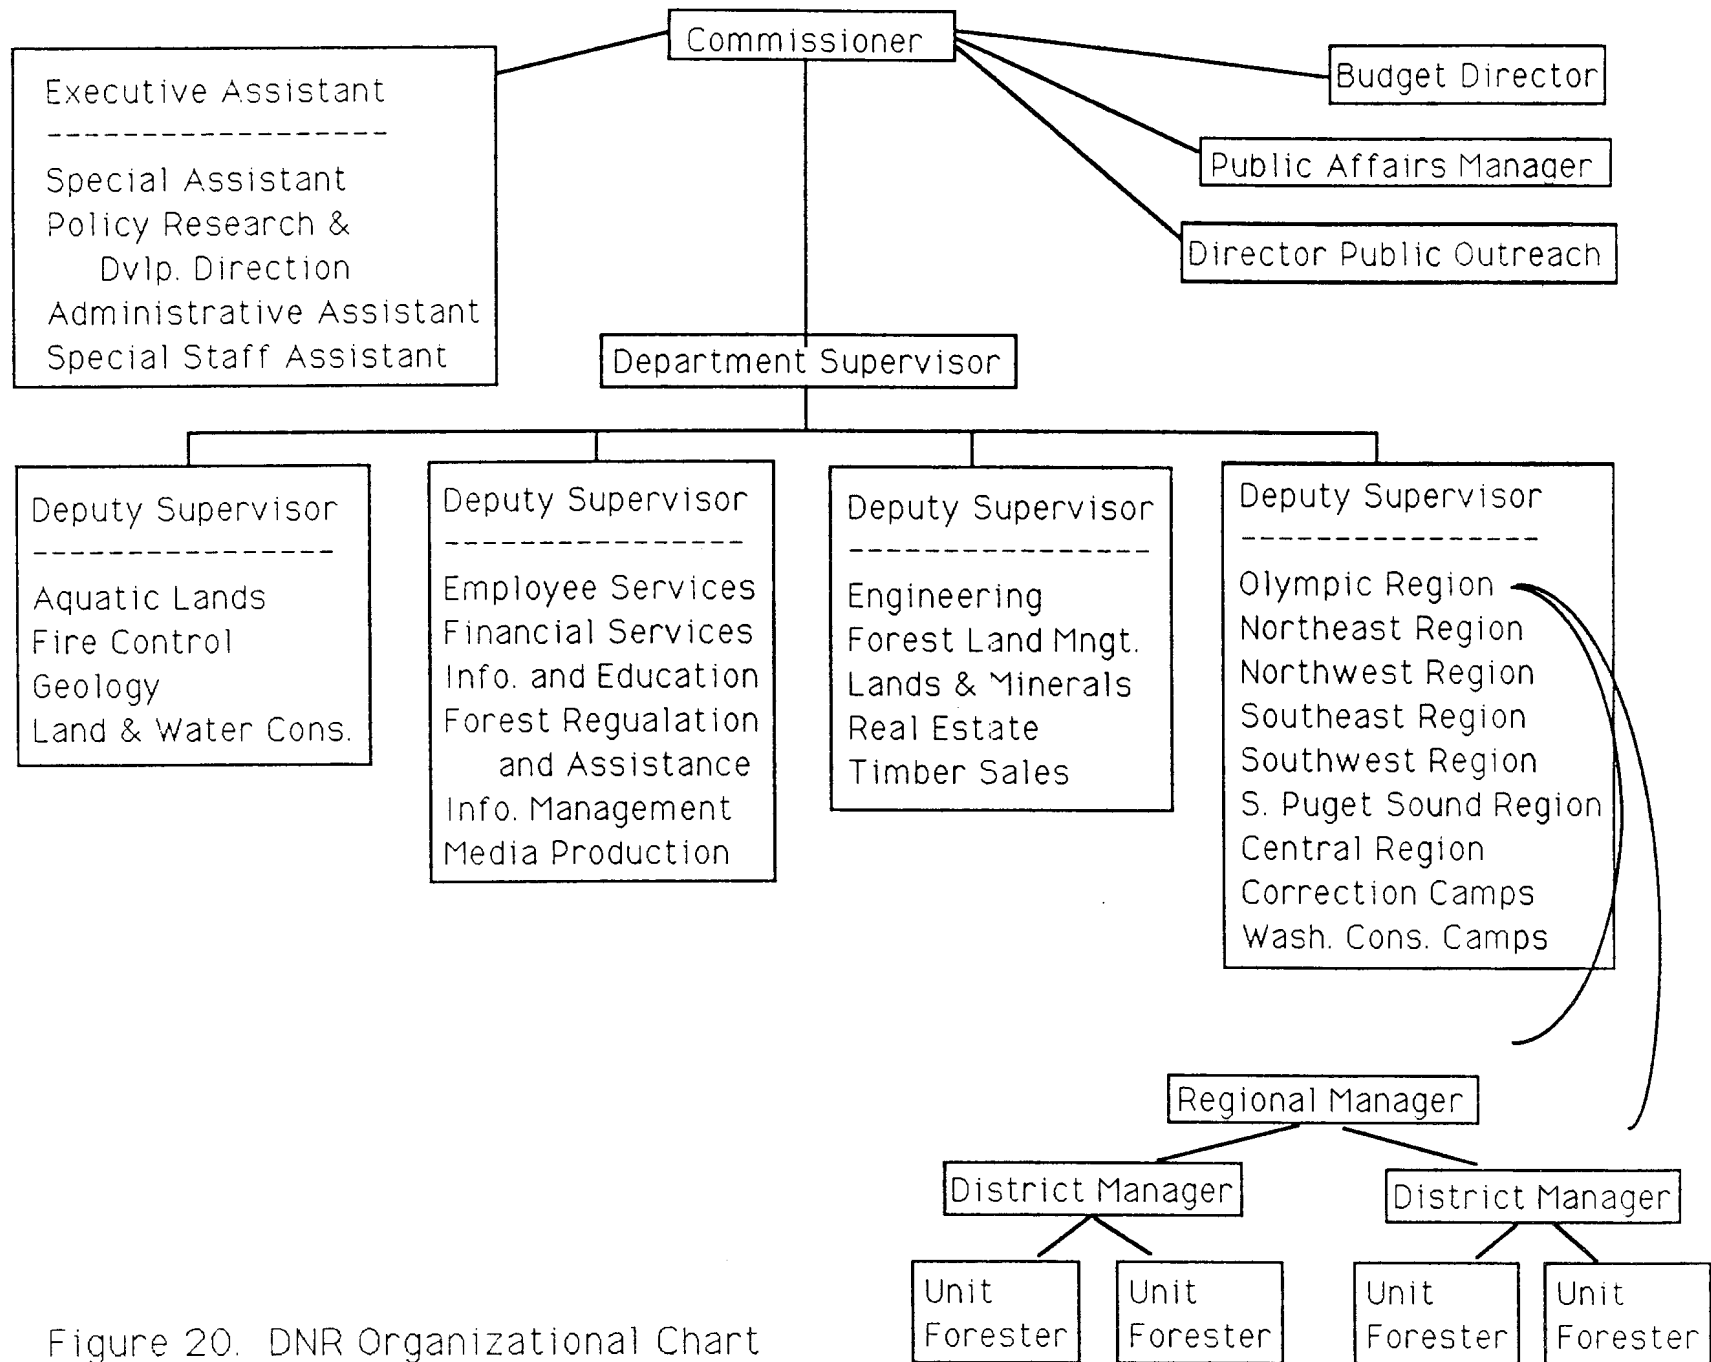 Commissioner
Executive Assistant
------------------
Special Assistant
Policy Research &
Dvlp. Direction
Administrative Assistant
Special Staff Assistant
Budget Director
Public Affairs Manager
Director Public Outreach
Department Supervisor
Deputy Supervisor
----------------
Aquatic Lands
Fire Control
Geology
Land & Water Cons.
Deputy Supervisor
----------------
Employee Services
Financial Services
Info. and Education
Forest Regualation
and Assistance
Info. Management
Media Production
Deputy Supervisor
----------------
Engineering
Forest Land Mngt.
Lands & Minerals
Real Estate
Timber Sales
Deputy Supervisor
----------------
Olympic Region
Northeast Region
Northwest Region
Southeast Region
Southwest Region
S. Puget Sound Region
Central Region
Correction Camps
Wash. Cons. Camps
Regional Manager
District Manager
District Manager
Unit
Forester
Unit
Forester
Unit
Forester
Unit
Forester
Figure 20. DNR Organizational Chart